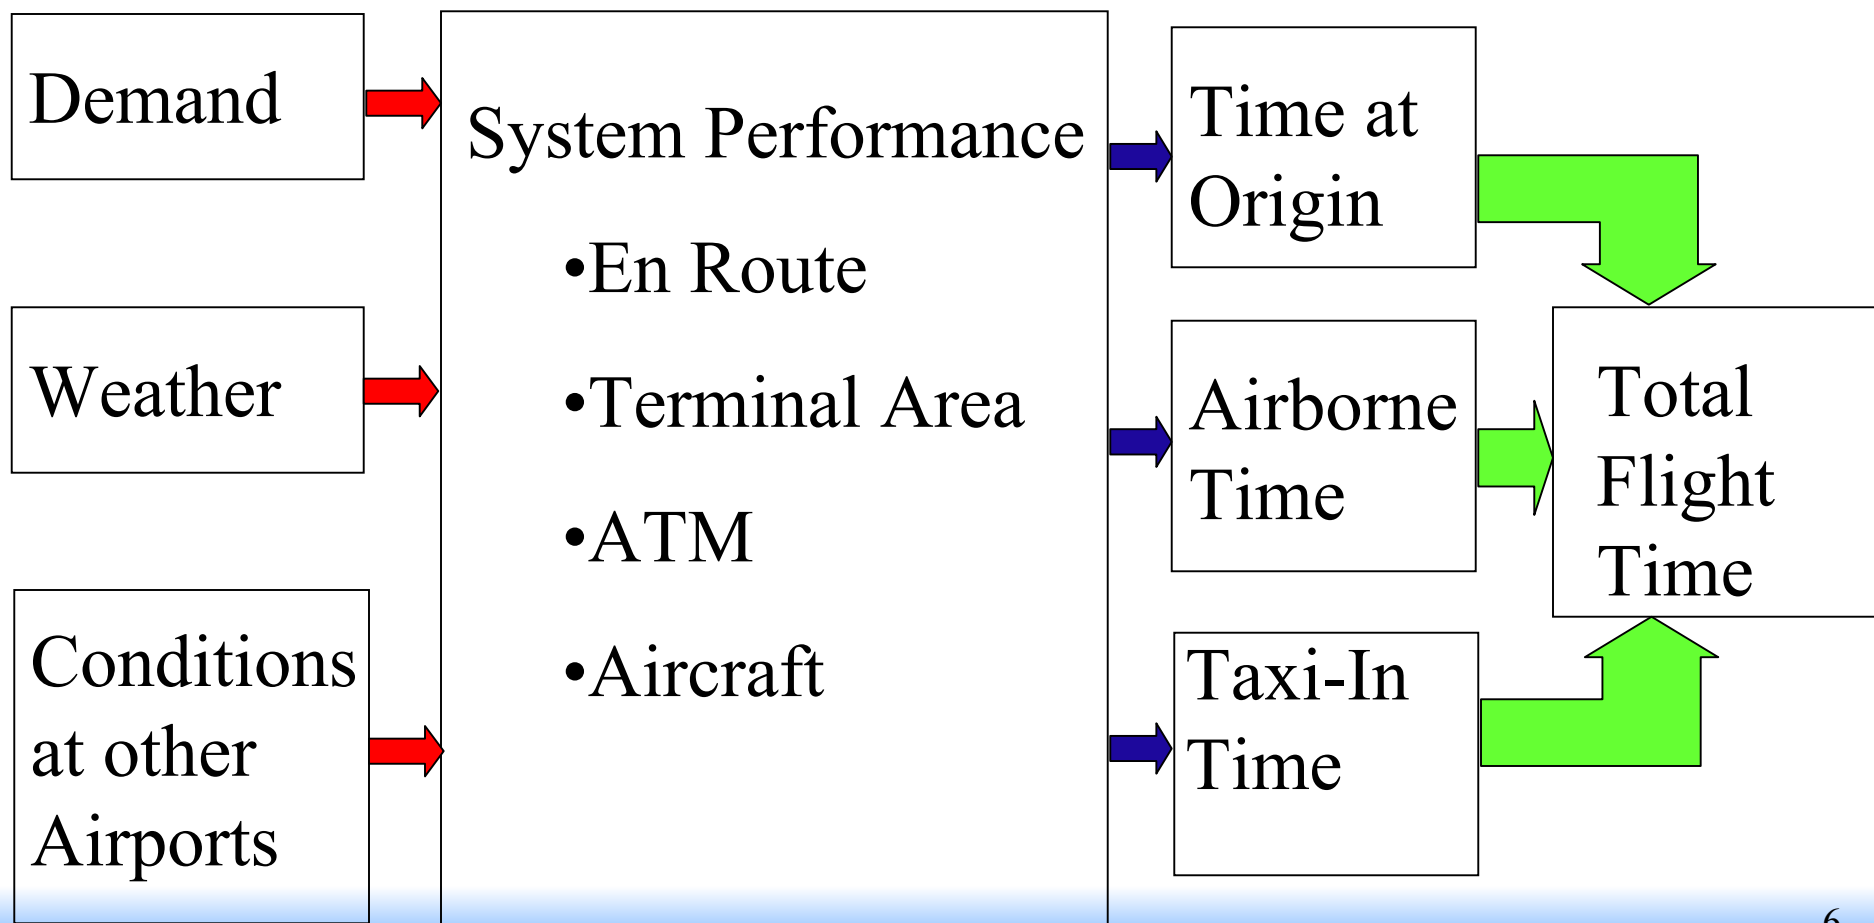 Demand
Weather
Conditions
at other
Airports
System Performance
•En Route
•Terminal Area
•ATM
•Aircraft
Time at
Origin
Airborne
Time
Taxi-In
Time
Total
Flight
Time
6